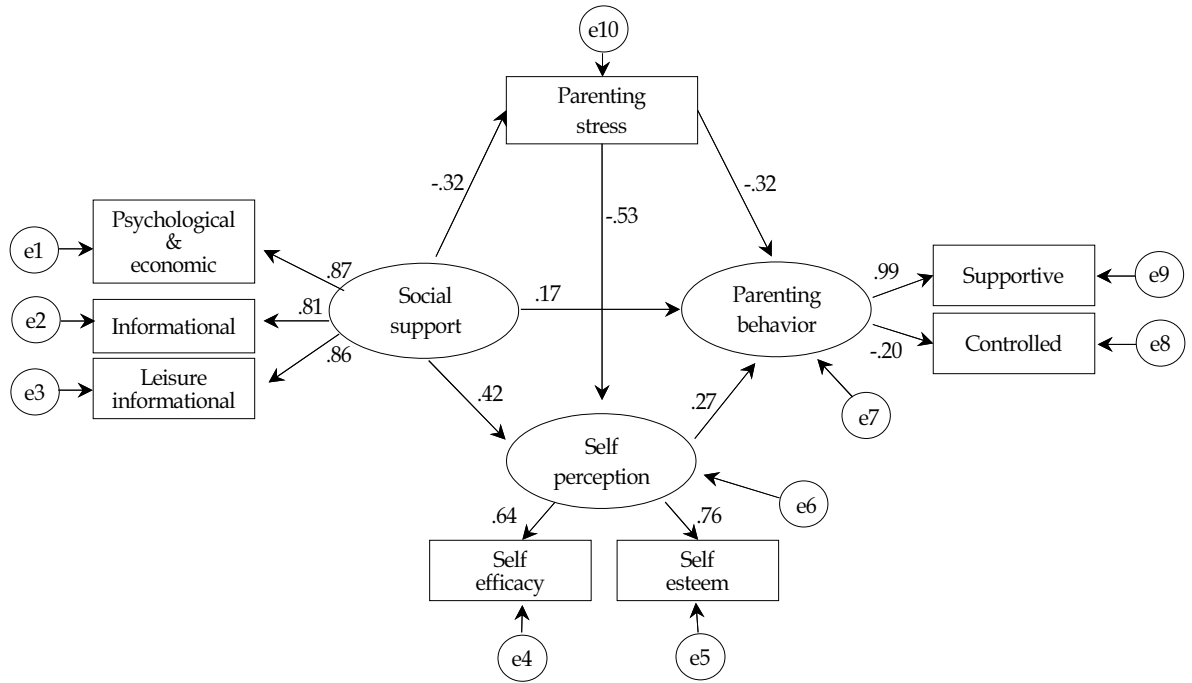 e10
Parenting
stress
-.32
-.32
-.53
Psychological
&
economic
e1
.87
Social
support
.17
Parenting
behavior
.99
Supportive
e9
e2
Informational
.81
-.20
Controlled
e8
.86
e3
Leisure
informational
.42
.27
e7
Self
perception
e6
.64
.76
Self
efficacy
Self
esteem
e4
e5